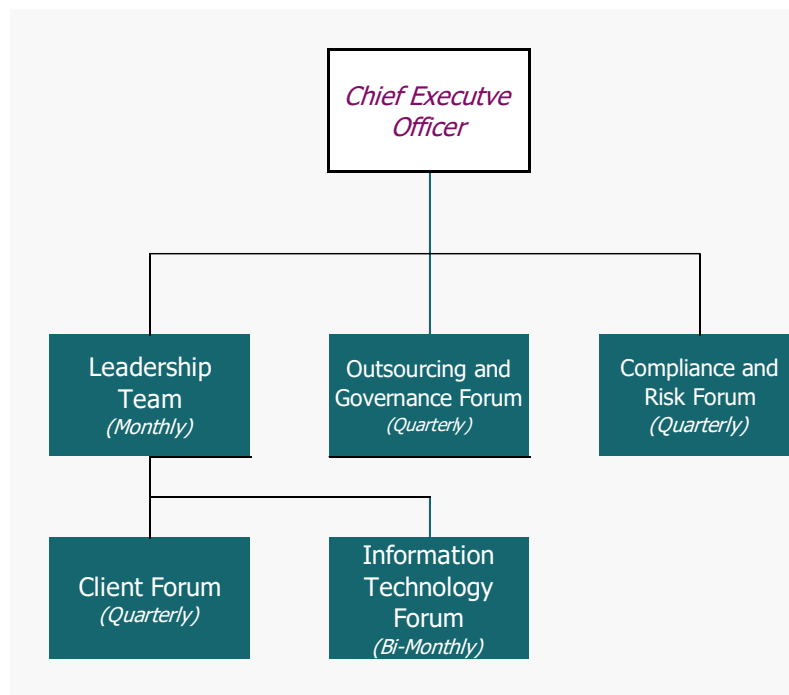 Chief Executve
Officer
Leadership
Team
(Monthly)
Outsourcing and
Governance Forum
(Quarterly)
Compliance and
Risk Forum
(Quarterly)
Client Forum
(Quarterly)
Information
Technology
Forum
(Bi-Monthly)